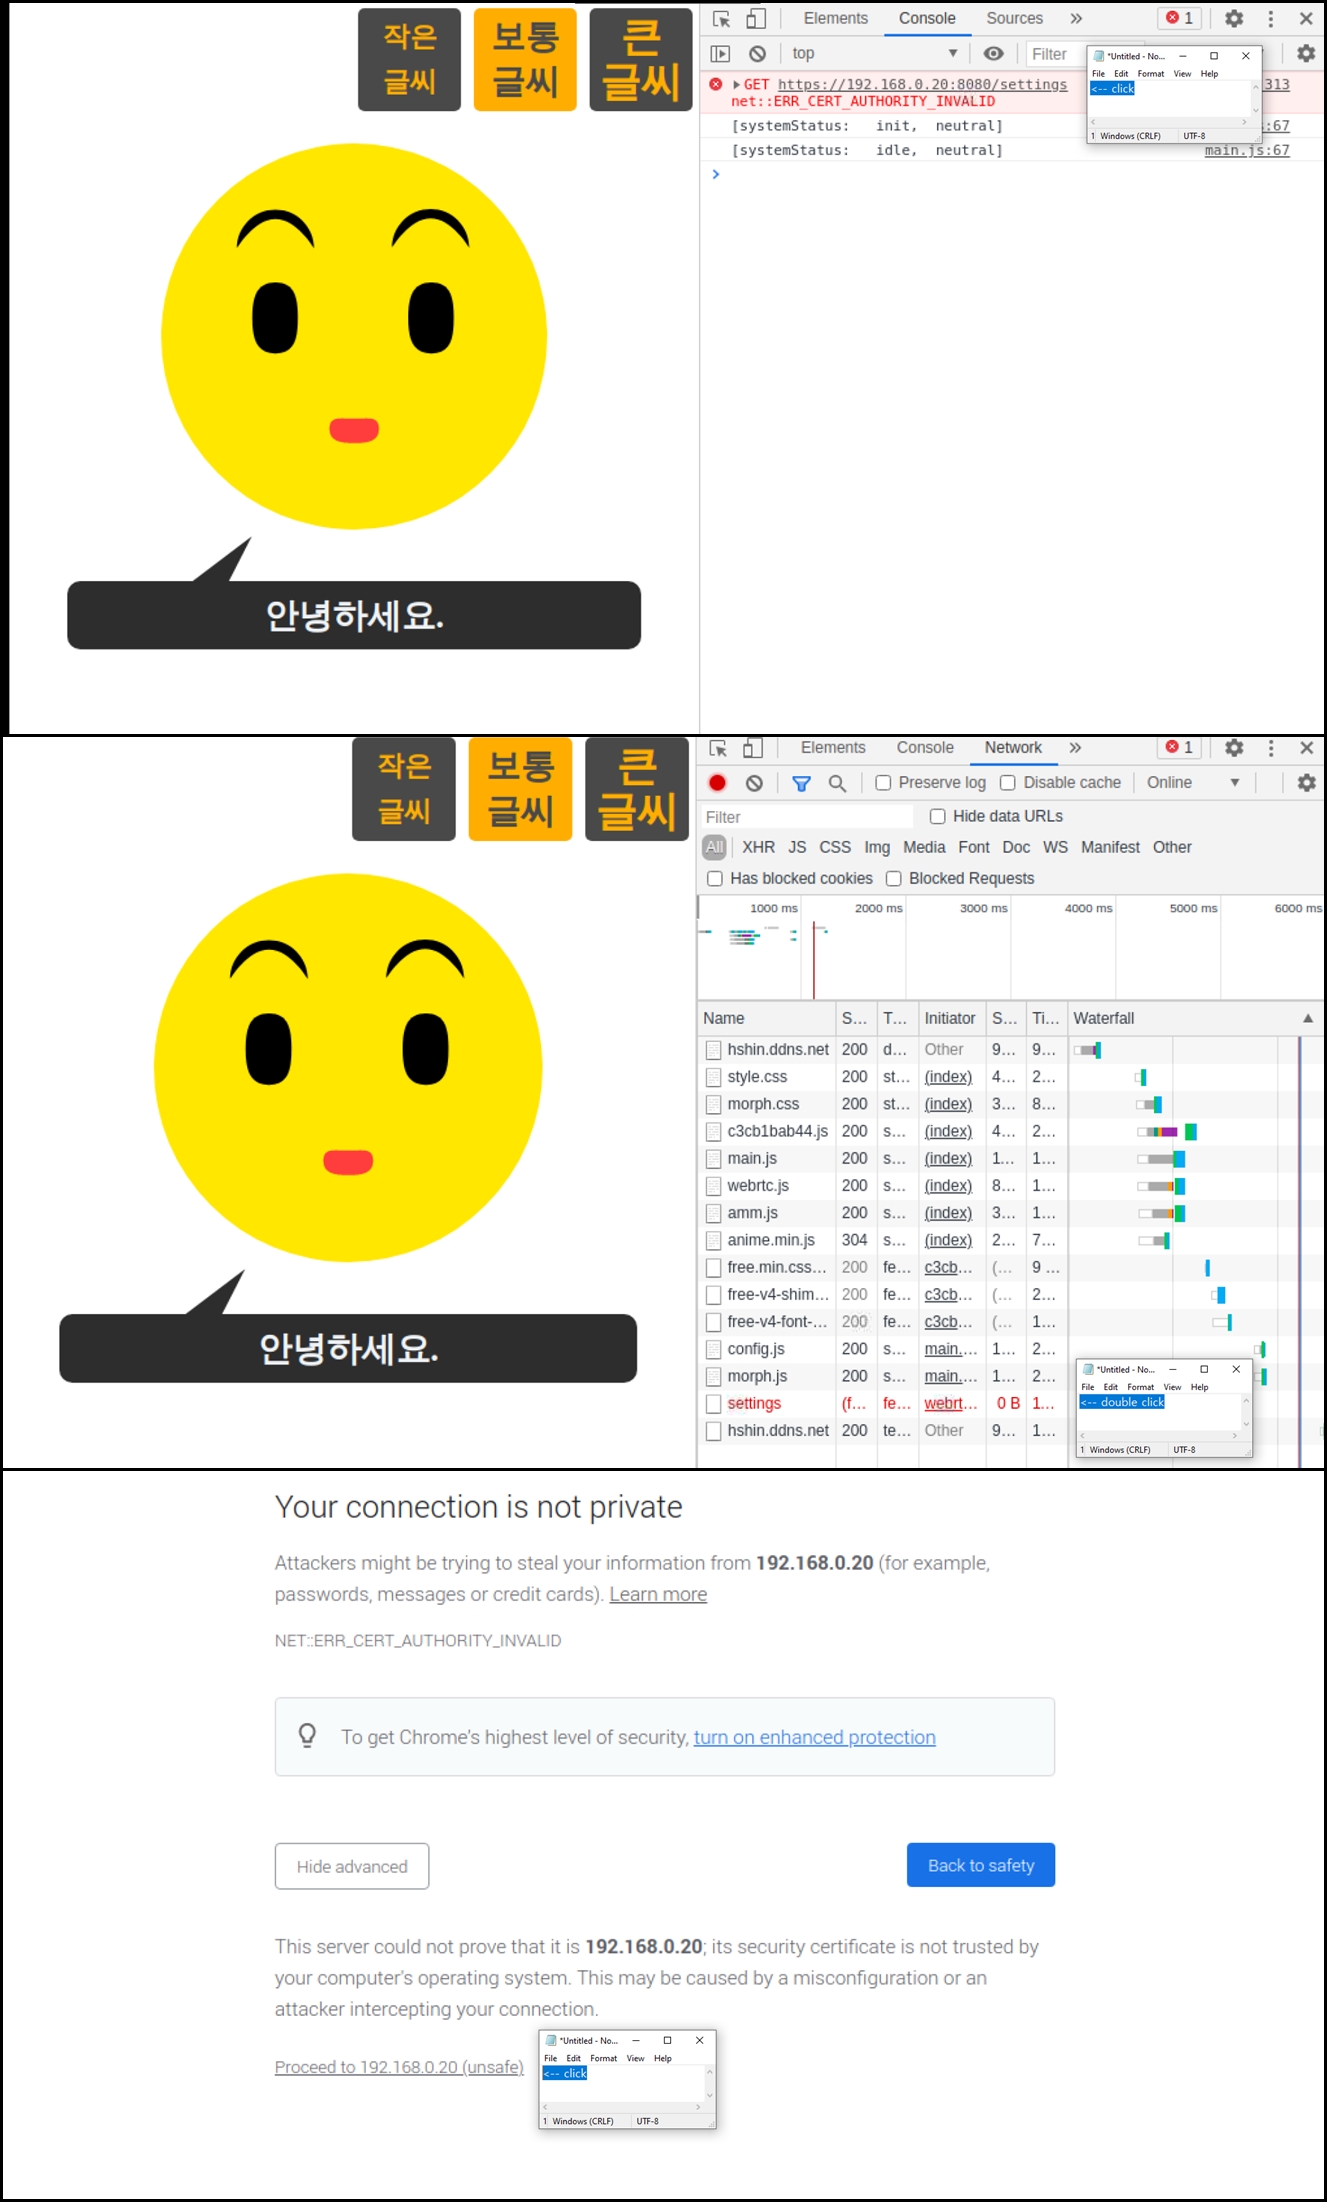 작은
글씨
보통
글씨
큰
글씨
안녕하세요.
Elements Console Sources » 1
top Filter
GET https://192.168.0.20:8080/settings 313
net::ERR_CERT_AUTHORITY_INVALID
[systemStatus: init, neutral] :67
[systemStatus: idle, neutral] main.js:67
*Untitled - No...
File Edit Format View Help
<-- click
1 Windows (CRLF) UTF-8
작은
글씨
보통
글씨
큰
글씨
안녕하세요.
Elements Console Network » 1
Preserve log Disable cache Online
Filter Hide data URLs
All XHR JS CSS Img Media Font Doc WS Manifest Other
Has blocked cookies Blocked Requests
1000 ms 2000 ms 3000 ms 4000 ms 5000 ms 6000 ms
Name S... T... Initiator S... Ti... Waterfall
hshin.ddns.net 200 d... Other 9... 9...
style.css 200 st... (index) 4... 2...
morph.css 200 st... (index) 3... 8...
c3cb1bab44.js 200 s... (index) 4... 2...
main.js 200 s... (index) 1... 1...
webrtc.js 200 s... (index) 8... 1...
amm.js 200 s... (index) 3... 1...
anime.min.js 304 s... (index) 2... 7...
free.min.css... 200 fe... c3cb... (... 9 ...
free-v4-shim... 200 fe... c3cb... (... 2...
free-v4-font-... 200 fe... c3cb... (... 1...
config.js 200 s... main.... 1... 2...
morph.js 200 s... main.... 1... 2...
settings (f... fe... webrt... 0 B 1...
hshin.ddns.net 200 te... Other 9... 1...
*Untitled - No...
File Edit Format View Help
<-- double click
1 Windows (CRLF) UTF-8
Your connection is not private
Attackers might be trying to steal your information from 192.168.0.20 (for example,
passwords, messages or credit cards). Learn more
NET::ERR_CERT_AUTHORITY_INVALID
To get Chrome's highest level of security, turn on enhanced protection
Hide advanced
Back to safety
This server could not prove that it is 192.168.0.20; its security certificate is not trusted by
your computer's operating system. This may be caused by a misconfiguration or an
attacker intercepting your connection.
Proceed to 192.168.0.20 (unsafe)
*Untitled - No...
File Edit Format View Help
<-- click
1 Windows (CRLF) UTF-8